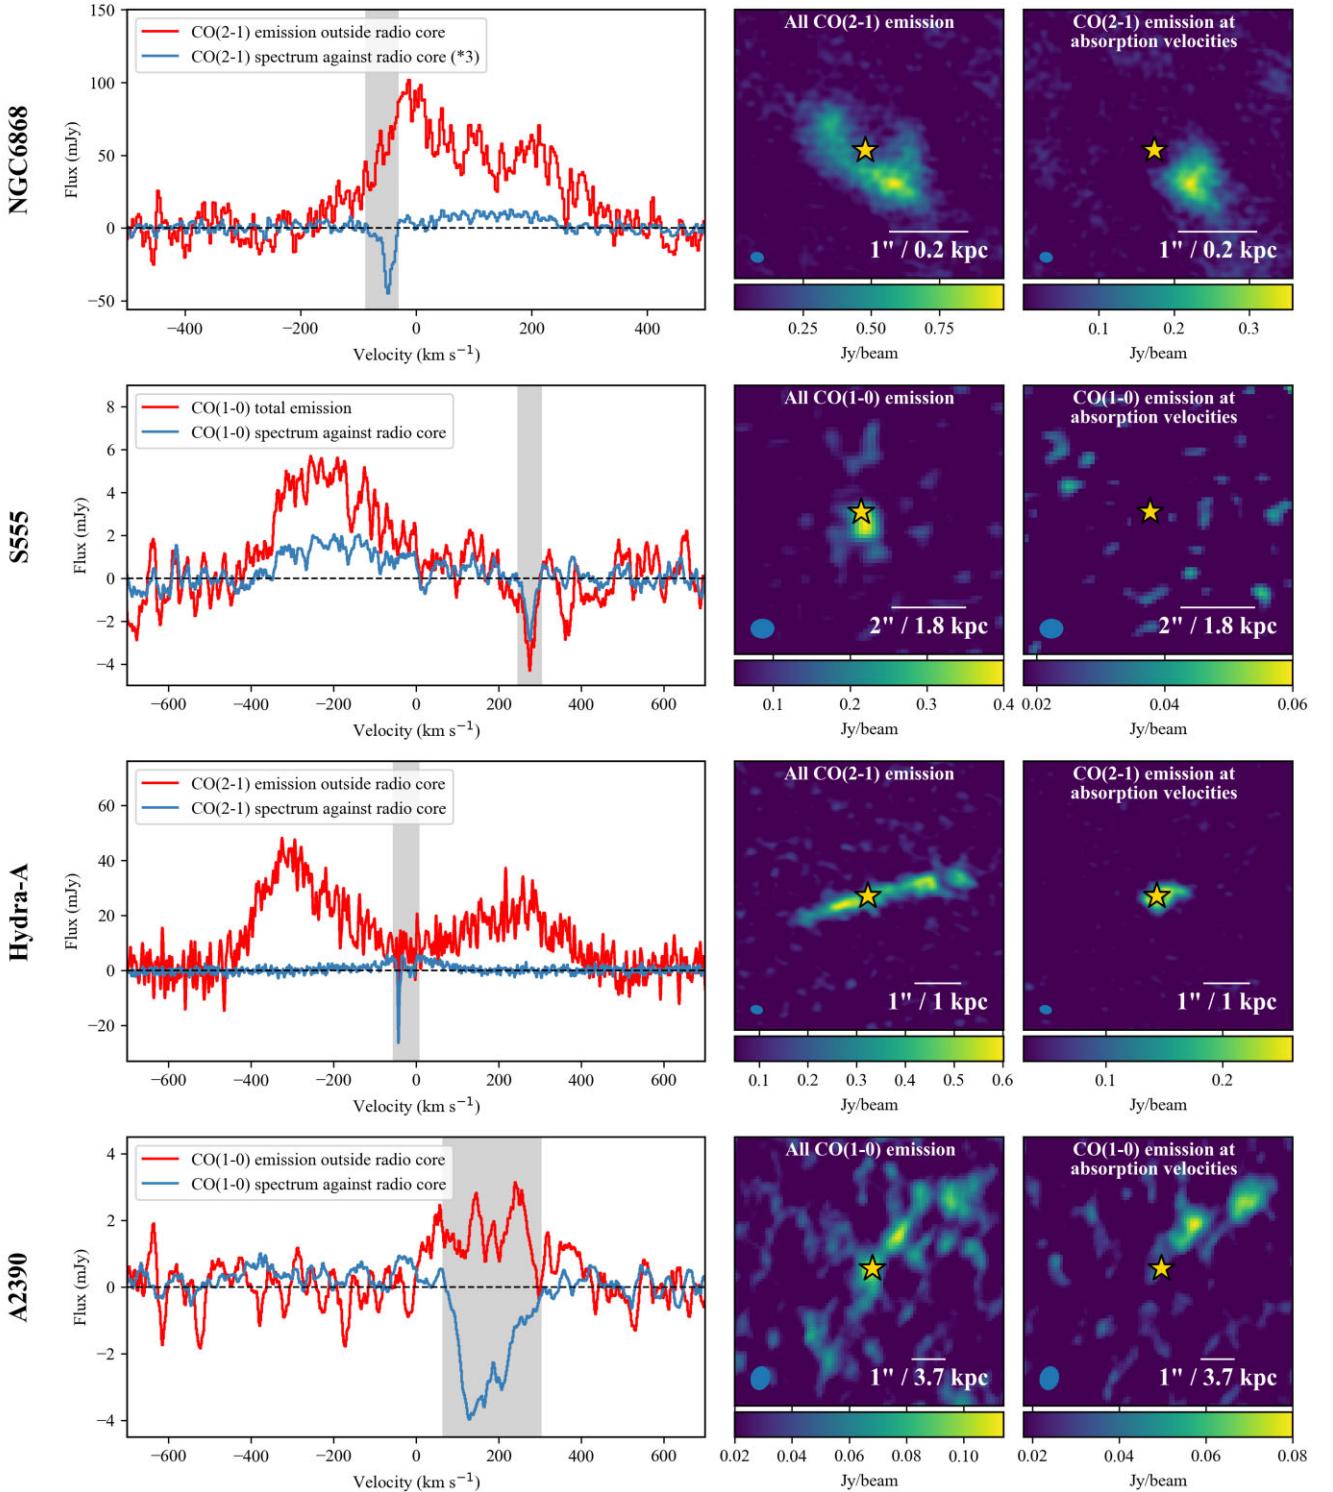 NGC6868
150
100
50
0
−50
Flux (mJy)
CO(2-1) emission outside radio core
CO(2-1) spectrum against radio core (*3)
−400 −200 0 200 400
Velocity (km s−1)
All CO(2-1) emission
1" / 0.2 kpc
0.25 0.50 0.75
Jy/beam
CO(2-1) emission at
absorption velocities
1" / 0.2 kpc
0.1 0.2 0.3
Jy/beam
S555
8
6
4
2
0
−2
−4
Flux (mJy)
CO(1-0) total emission
CO(1-0) spectrum against radio core
−600 −400 −200 0 200 400 600
Velocity (km s−1)
All CO(1-0) emission
2" / 1.8 kpc
0.1 0.2 0.3 0.4
Jy/beam
CO(1-0) emission at
absorption velocities
2" / 1.8 kpc
0.02 0.04 0.06
Jy/beam
Hydra-A
60
40
20
0
−20
Flux (mJy)
CO(2-1) emission outside radio core
CO(2-1) spectrum against radio core
−600 −400 −200 0 200 400 600
Velocity (km s−1)
All CO(2-1) emission
1" / 1 kpc
0.1 0.2 0.3 0.4 0.5 0.6
Jy/beam
CO(2-1) emission at
absorption velocities
1" / 1 kpc
0.1 0.2
Jy/beam
A2390
4
2
0
−2
−4
Flux (mJy)
CO(1-0) emission outside radio core
CO(1-0) spectrum against radio core
−600 −400 −200 0 200 400 600
Velocity (km s−1)
All CO(1-0) emission
1" / 3.7 kpc
0.02 0.04 0.06 0.08 0.10
Jy/beam
CO(1-0) emission at
absorption velocities
1" / 3.7 kpc
0.02 0.04 0.06 0.08
Jy/beam